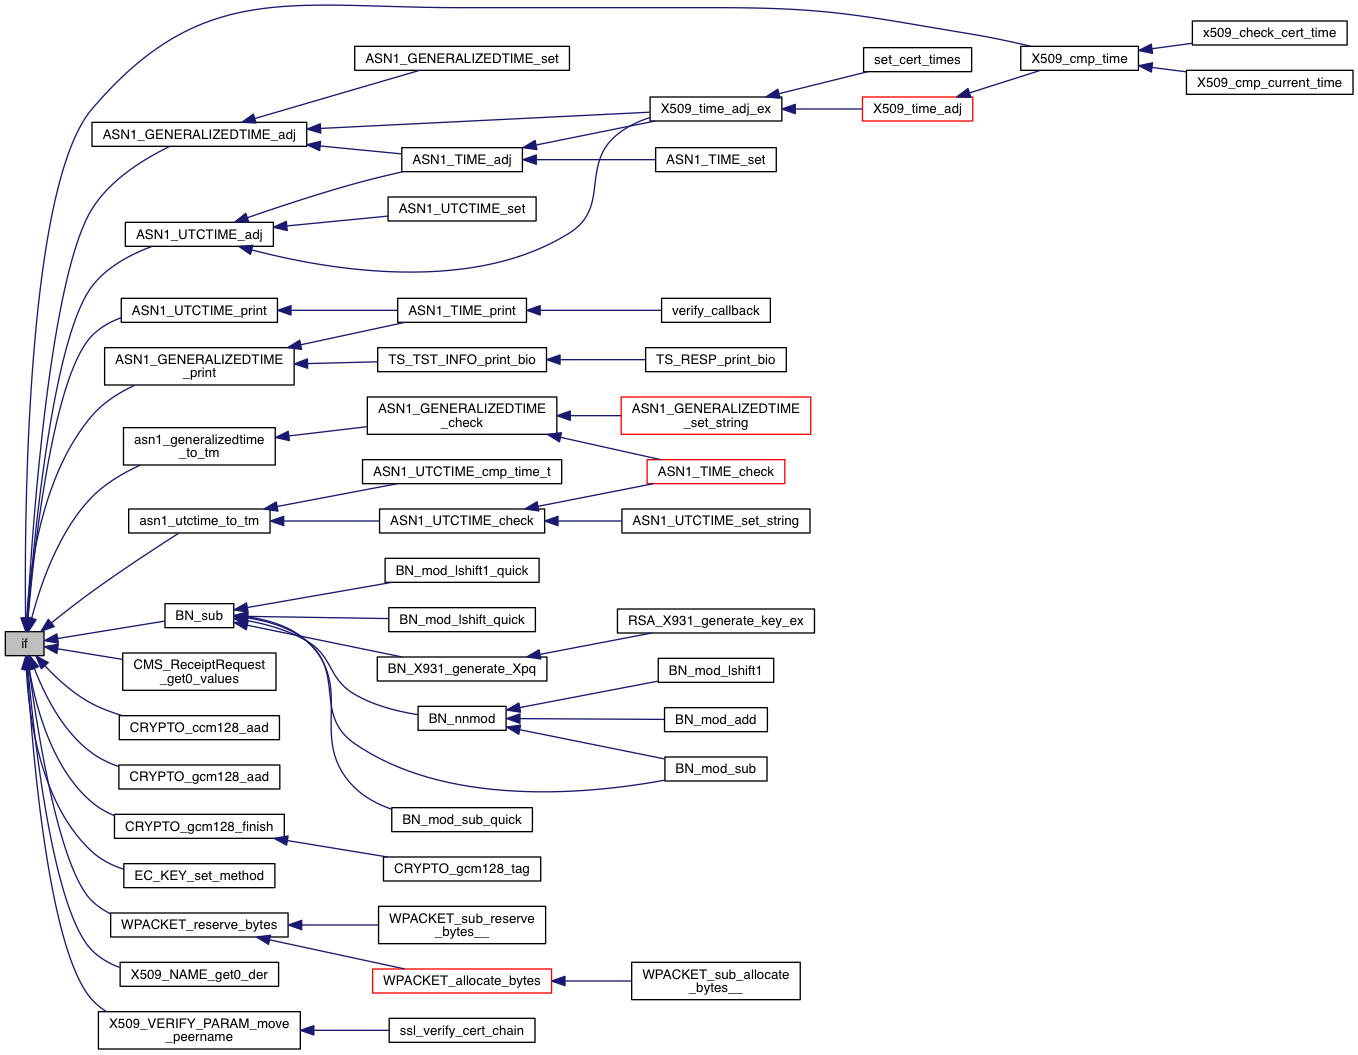 if
X509_cmp_time
x509_check_cert_time
X509_cmp_current_time
ASN1_GENERALIZEDTIME_adj
ASN1_GENERALIZEDTIME_set
X509_time_adj_ex
set_cert_times
X509_time_adj
ASN1_TIME_adj
ASN1_TIME_set
ASN1_UTCTIME_adj
ASN1_UTCTIME_set
ASN1_UTCTIME_print
ASN1_TIME_print
verify_callback
ASN1_GENERALIZEDTIME
_print
TS_TST_INFO_print_bio
TS_RESP_print_bio
asn1_generalizedtime
_to_tm
ASN1_GENERALIZEDTIME
_check
ASN1_GENERALIZEDTIME
_set_string
ASN1_TIME_check
asn1_utctime_to_tm
ASN1_UTCTIME_cmp_time_t
ASN1_UTCTIME_check
ASN1_UTCTIME_set_string
BN_sub
BN_mod_lshift1_quick
BN_mod_lshift_quick
BN_X931_generate_Xpq
RSA_X931_generate_key_ex
BN_nnmod
BN_mod_lshift1
BN_mod_add
BN_mod_sub
BN_mod_sub_quick
CMS_ReceiptRequest
_get0_values
CRYPTO_ccm128_aad
CRYPTO_gcm128_aad
CRYPTO_gcm128_finish
CRYPTO_gcm128_tag
EC_KEY_set_method
WPACKET_reserve_bytes
WPACKET_sub_reserve
_bytes__
WPACKET_allocate_bytes
WPACKET_sub_allocate
_bytes__
X509_NAME_get0_der
X509_VERIFY_PARAM_move
_peername
ssl_verify_cert_chain